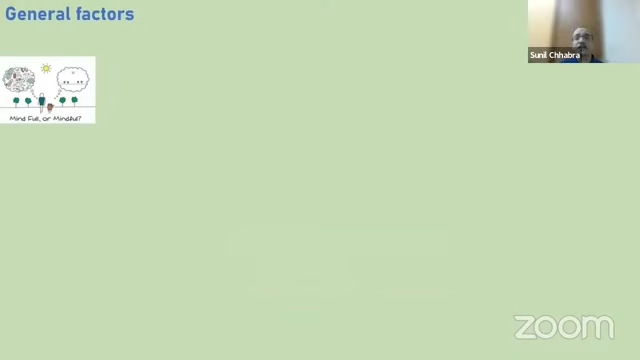 General factors
Sunil Chhabra
Mind Full, or Mindful?
zoom